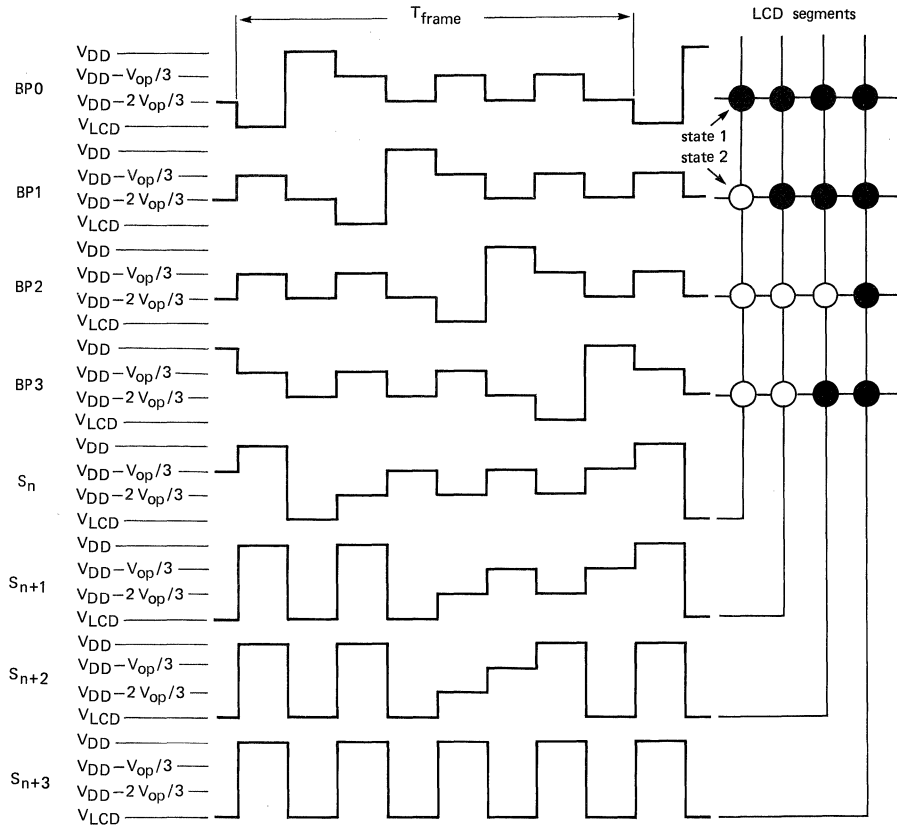 T_frame
LCD segments
BP0
V_DD
V_DD–V_op/3
V_DD–2 V_op/3
V_LCD
state 1
state 2
BP1
V_DD
V_DD–V_op/3
V_DD–2 V_op/3
V_LCD
BP2
V_DD
V_DD–V_op/3
V_DD–2 V_op/3
V_LCD
BP3
V_DD
V_DD–V_op/3
V_DD–2 V_op/3
V_LCD
S_n
V_DD
V_DD–V_op/3
V_DD–2 V_op/3
V_LCD
S_n+1
V_DD
V_DD–V_op/3
V_DD–2 V_op/3
V_LCD
S_n+2
V_DD
V_DD–V_op/3
V_DD–2 V_op/3
V_LCD
S_n+3
V_DD
V_DD–V_op/3
V_DD–2 V_op/3
V_LCD